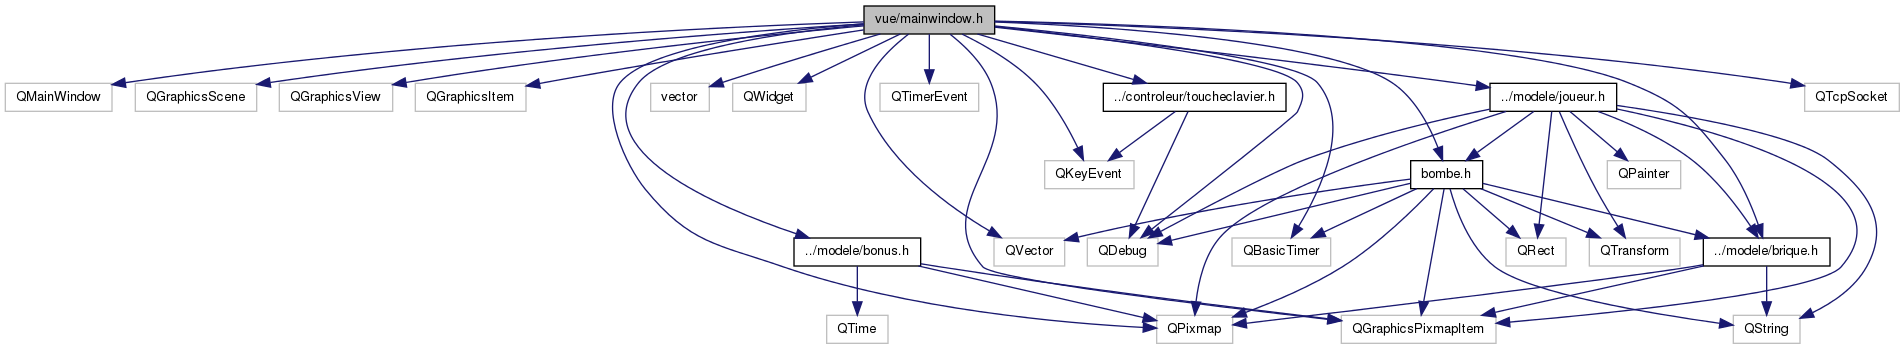 vue/mainwindow.h
QMainWindow
QGraphicsScene
QGraphicsView
QGraphicsItem
vector
QWidget
QTimerEvent
../controleur/toucheclavier.h
../modele/joueur.h
QTcpSocket
QKeyEvent
bombe.h
QPainter
../modele/bonus.h
QVector
QDebug
QBasicTimer
QRect
QTransform
../modele/brique.h
QTime
QPixmap
QGraphicsPixmapItem
QString